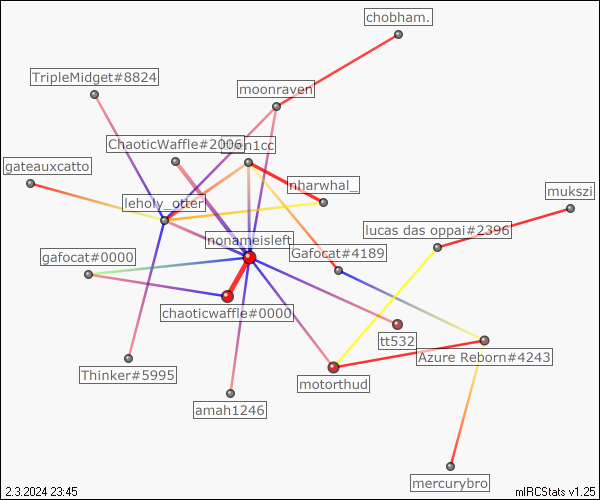 chobham.
TripleMidget#8824
moonraven
ChaoticWaffle#2006
gateauxcatto
nharwhal_
mukszi
leholy_otter
lucas das oppai#2396
nonameisleft
Gafocat#4189
gafocat#0000
chaoticwaffle#0000
tt532
Azure Reborn#4243
Thinker#5995
motorthud
amah1246
mercurybro
2.3.2024 23:45
mIRCStats v1.25